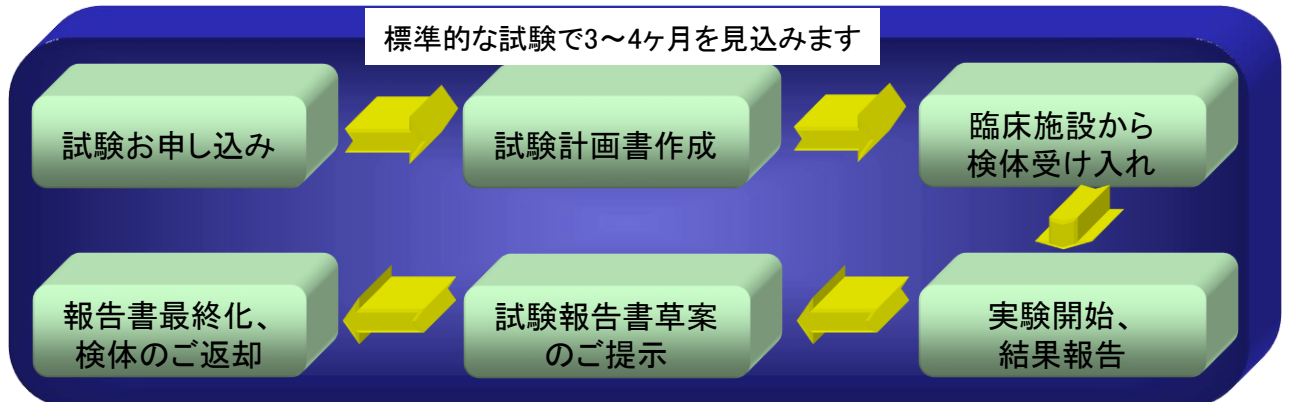 標準的な試験で3～4ヶ月を見込みます
試験お申し込み
試験計画書作成
臨床施設から
検体受け入れ
実験開始、
結果報告
試験報告書草案
のご提示
報告書最終化、
検体のご返却